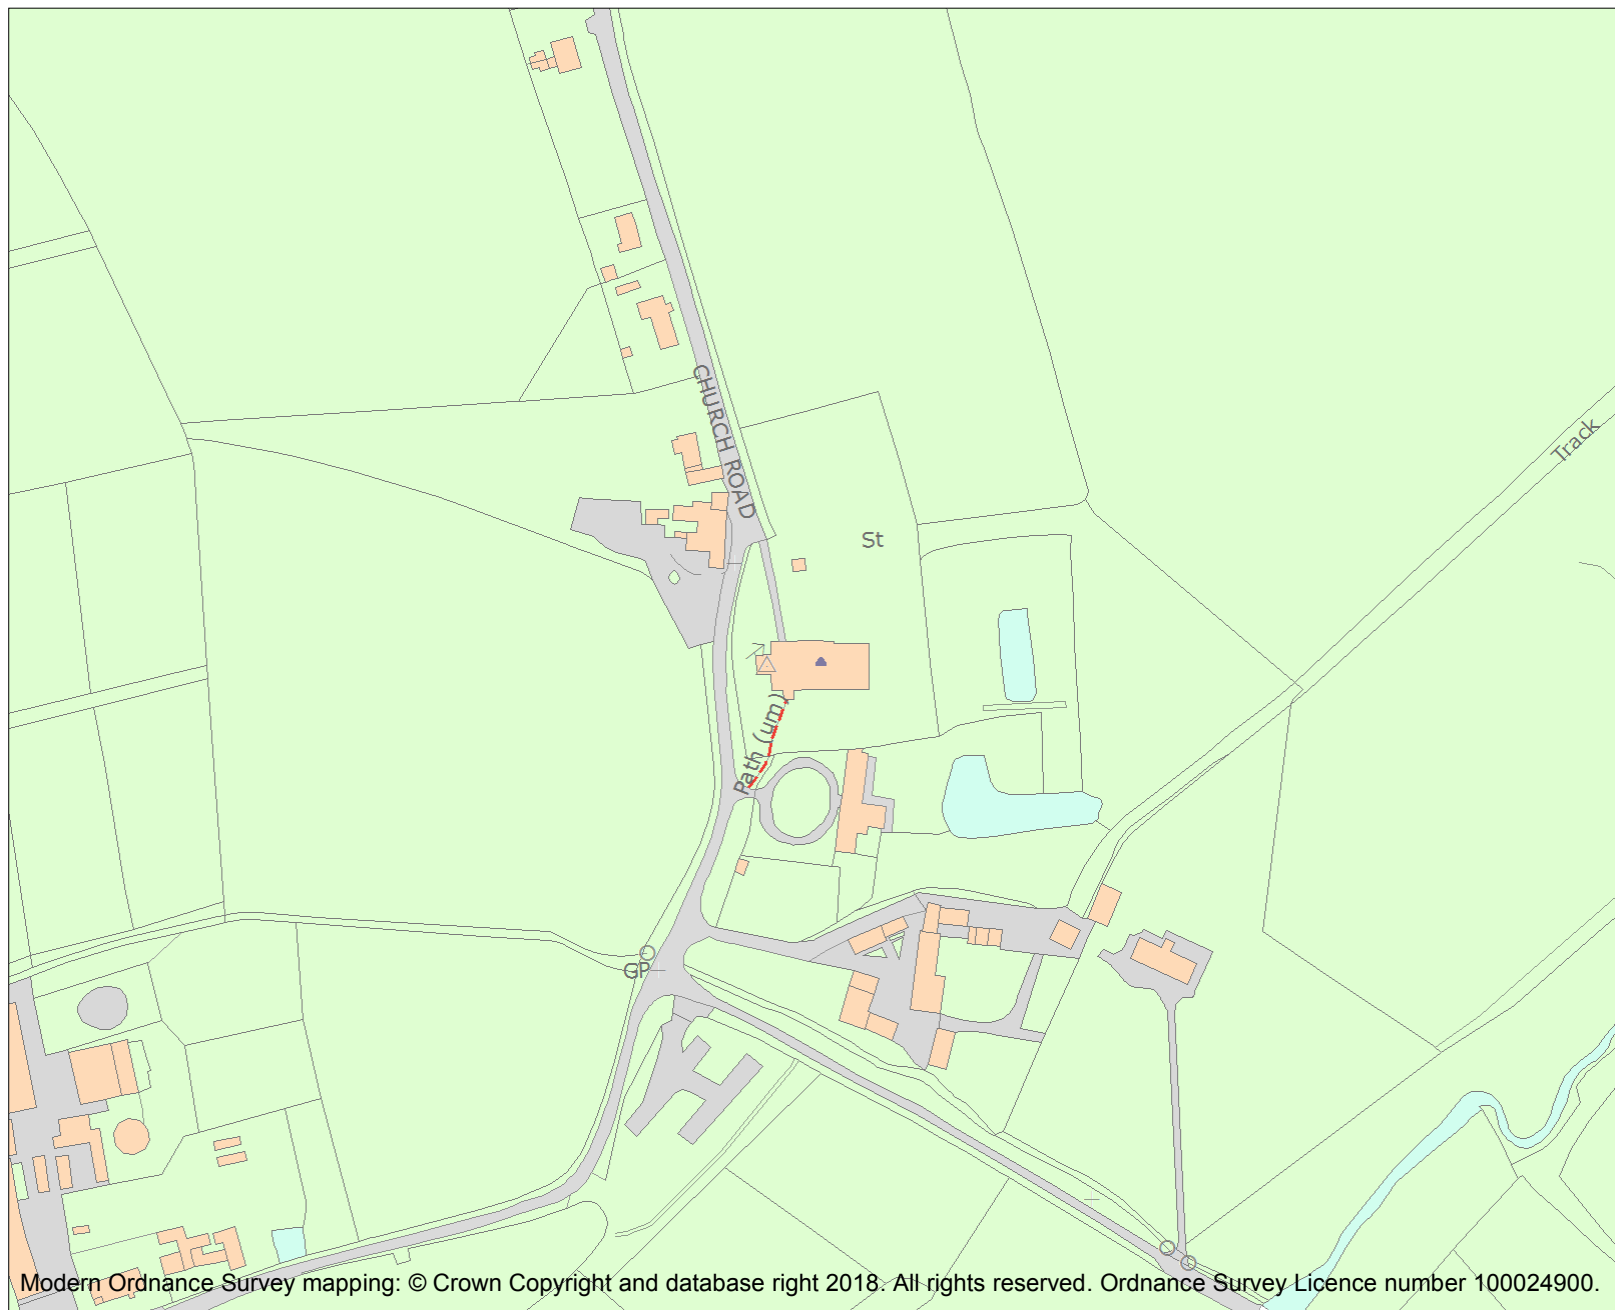 CHURCH ROAD
Track
St
Path (um)
GP
Modern Ordnance Survey mapping: © Crown Copyright and database right 2018. All rights reserved. Ordnance Survey Licence number 100024900.